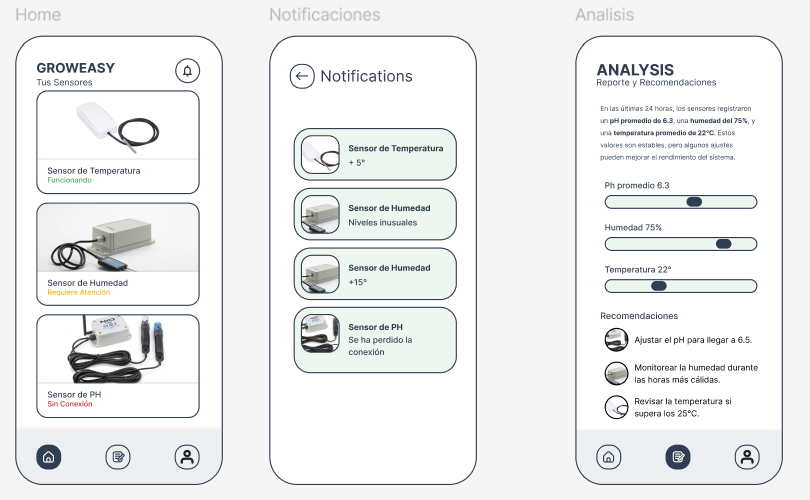 Home
GROWEASY
Tus Sensores
Sensor de Temperatura
Funcionando
Sensor de Humedad
Requiere Atención
Sensor de PH
Sin Conexión
Notificaciones
Notifications
Sensor de Temperatura
+ 5°
Sensor de Humedad
Niveles inusuales
Sensor de Humedad
+15°
Sensor de PH
Se ha perdido la
conexión
Analisis
ANALYSIS
Reporte y Recomendaciones
En las últimas 24 horas, los sensores registraron
un pH promedio de 6.3, una humedad del 75%, y
una temperatura promedio de 22°C. Estos
valores son estables, pero algunos ajustes
pueden mejorar el rendimiento del sistema.
Ph promedio 6.3
Humedad 75%
Temperatura 22°
Recomendaciones
Ajustar el pH para llegar a 6.5.
Monitorear la humedad durante
las horas más cálidas.
Revisar la temperatura si
supera los 25°C.